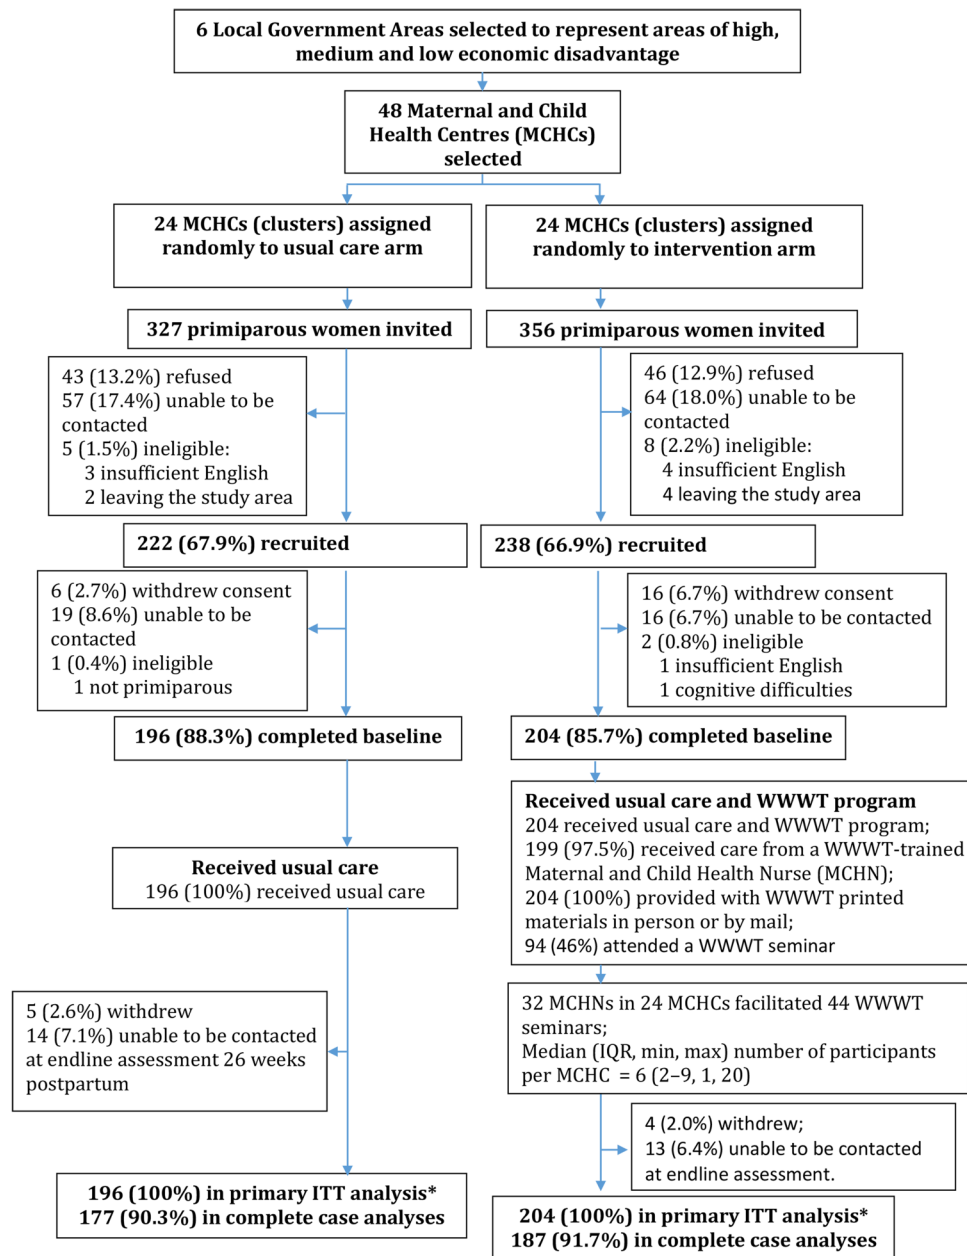 6 Local Government Areas selected to represent areas of high,
medium and low economic disadvantage
48 Maternal and Child
Health Centres (MCHCs)
selected
24 MCHCs (clusters) assigned
randomly to usual care arm
24 MCHCs (clusters) assigned
randomly to intervention arm
327 primiparous women invited
356 primiparous women invited
43 (13.2%) refused
57 (17.4%) unable to be
contacted
5 (1.5%) ineligible:
3 insufficient English
2 leaving the study area
46 (12.9%) refused
64 (18.0%) unable to be
contacted
8 (2.2%) ineligible:
4 insufficient English
4 leaving the study area
222 (67.9%) recruited
238 (66.9%) recruited
6 (2.7%) withdrew consent
19 (8.6%) unable to be
contacted
1 (0.4%) ineligible
1 not primiparous
16 (6.7%) withdrew consent
16 (6.7%) unable to be contacted
2 (0.8%) ineligible
1 insufficient English
1 cognitive difficulties
196 (88.3%) completed baseline
204 (85.7%) completed baseline
Received usual care
196 (100%) received usual care
Received usual care and WWWT program
204 received usual care and WWWT program;
199 (97.5%) received care from a WWWT-trained
Maternal and Child Health Nurse (MCHN);
204 (100%) provided with WWWT printed
materials in person or by mail;
94 (46%) attended a WWWT seminar
32 MCHNs in 24 MCHCs facilitated 44 WWWT
seminars;
Median (IQR, min, max) number of participants
per MCHC = 6 (2–9, 1, 20)
5 (2.6%) withdrew
14 (7.1%) unable to be contacted
at endline assessment 26 weeks
postpartum
4 (2.0%) withdrew;
13 (6.4%) unable to be contacted
at endline assessment.
196 (100%) in primary ITT analysis*
177 (90.3%) in complete case analyses
204 (100%) in primary ITT analysis*
187 (91.7%) in complete case analyses